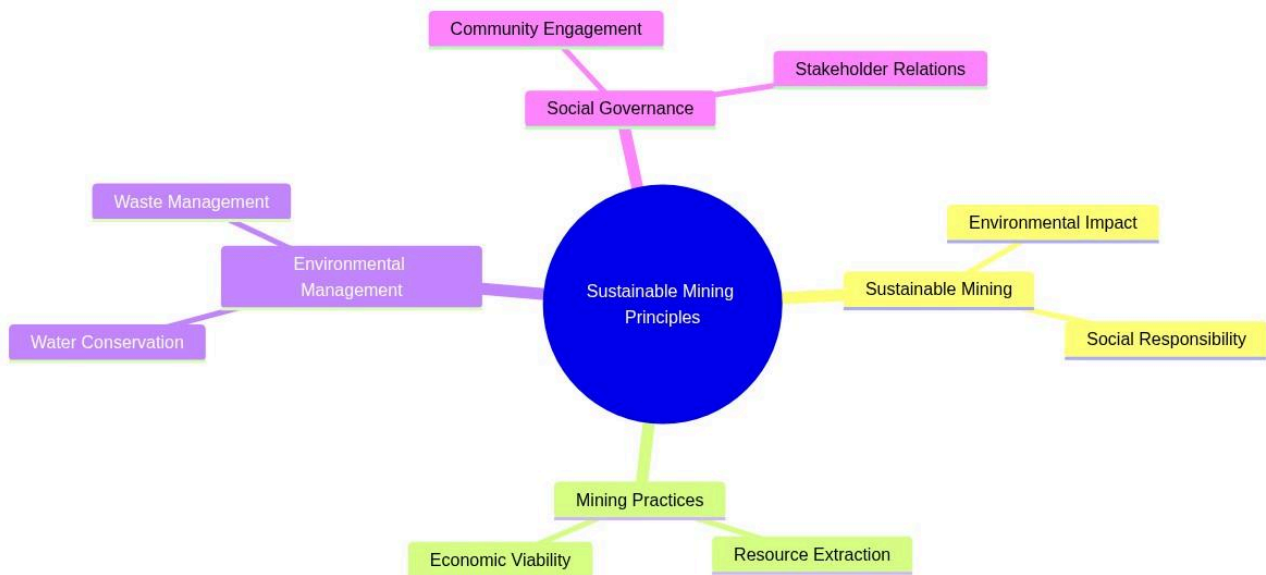 Community Engagement
Stakeholder Relations
Social Governance
Waste Management
Environmental Impact
Environmental
Management
Sustainable Mining
Sustainable Mining
Principles
Water Conservation
Social Responsibility
Mining Practices
Economic Viability
Resource Extraction